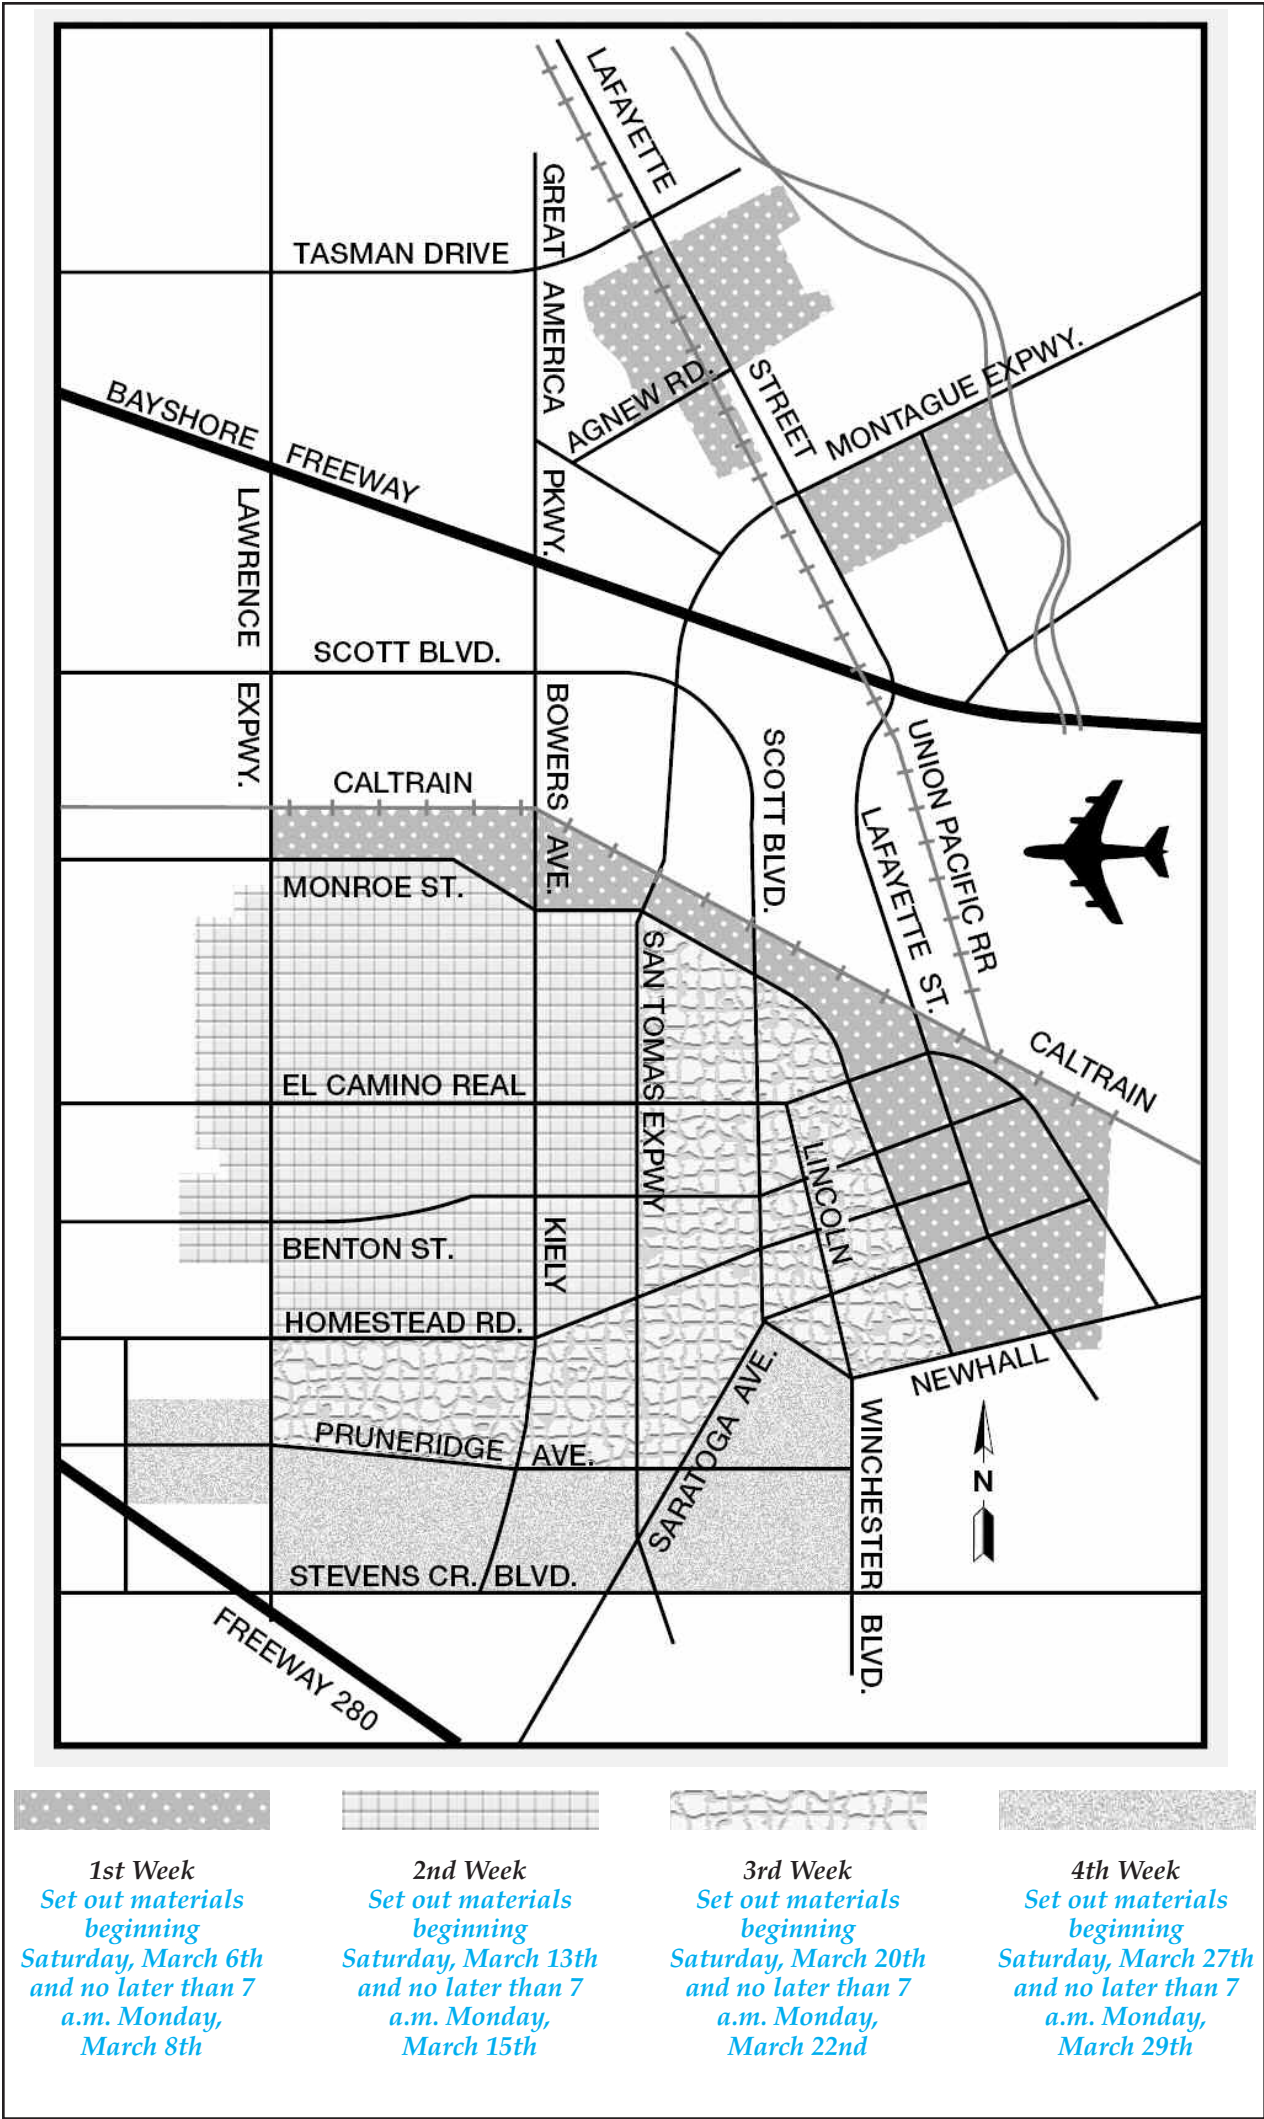 LAFAYETTE
GREAT
TASMAN DRIVE
AMERICA
BAYSHORE
FREEWAY
AGNEW RD.
STREET
MONTAGUE EXPWY.
PKWY.
LAWRENCE
SCOTT BLVD.
EXPWY.
BOWERS
UNION PACIFIC RR
SCOTT BLVD.
CALTRAIN
AVE.
LAFAYETTE ST.
MONROE ST.
SAN TOMAS EXPWY
CALTRAIN
EL CAMINO REAL
LINCOLN
KIELY
BENTON ST.
HOMESTEAD RD.
NEWHALL
SARATOGA AVE.
WINCHESTER
PRUNERIDGE
AVE.
N
STEVENS CR. BLVD.
BLVD.
FREEWAY 280
1st Week
Set out materials
beginning
Saturday, March 6th
and no later than 7
a.m. Monday,
March 8th
2nd Week
Set out materials
beginning
Saturday, March 13th
and no later than 7
a.m. Monday,
March 15th
3rd Week
Set out materials
beginning
Saturday, March 20th
and no later than 7
a.m. Monday,
March 22nd
4th Week
Set out materials
beginning
Saturday, March 27th
and no later than 7
a.m. Monday,
March 29th